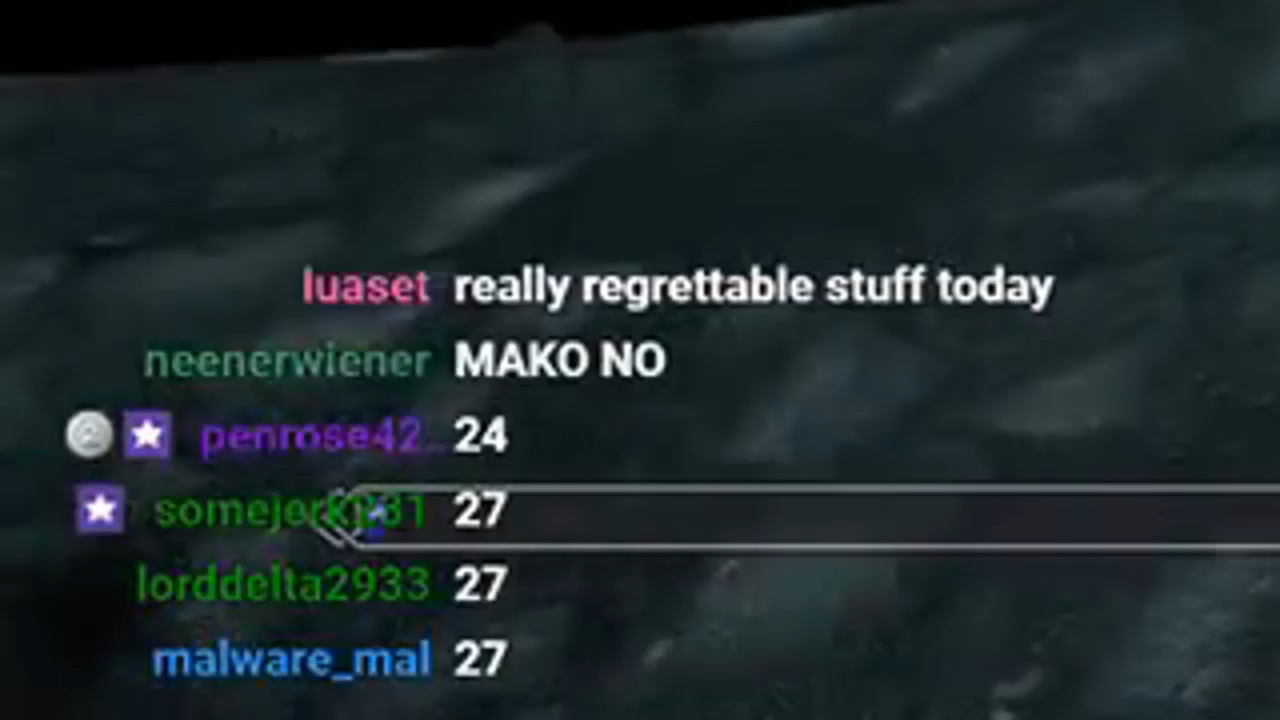 luaset really regrettable stuff today
neenerwiener MAKO NO
penrose42.. 24
27
lorddelta2933 27
malware_mal 27